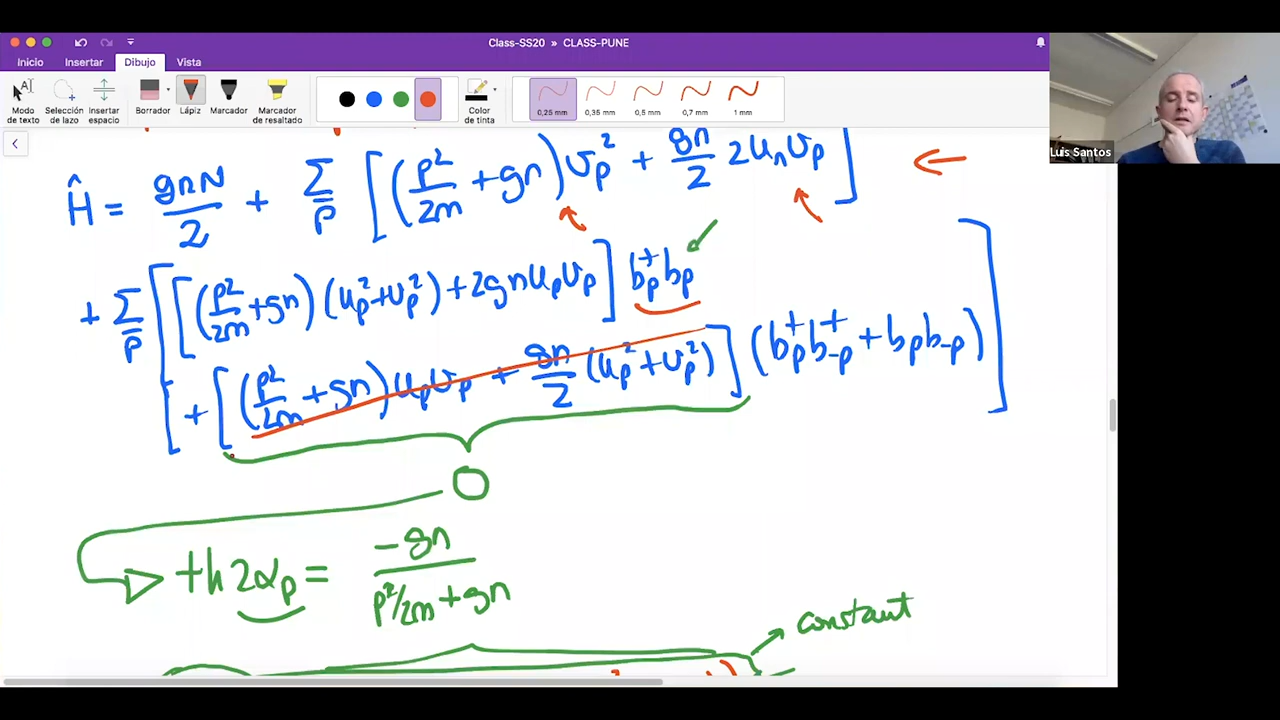 Class-SS20 » CLASS-PUNE
Inicio Insertar Dibujo Vista
Modo de texto
Selección de lazo
Insertar espacio
Borrador
Lápiz
Marcador
Marcador de resaltado
Color de tinta
0,25 mm
0,35 mm
0,5 mm
0,7 mm
1 mm
Luis Santos
Ĥ = gnN/2 + Σ_p [(p²/2m + gn) v_p² + gn/2 2u_n v_p]
+ Σ_p [[(p²/2m + gn)(u_p² + v_p²) + 2gn u_p v_p] b_p⁺ b_p
+ [(p²/2m + gn) u_p v_p + gn/2 (u_p² + v_p²)] (b_p⁺ b_-p⁺ + b_p b_-p)]
0
th 2α_p = -gn / (p²/2m + gn)
constant